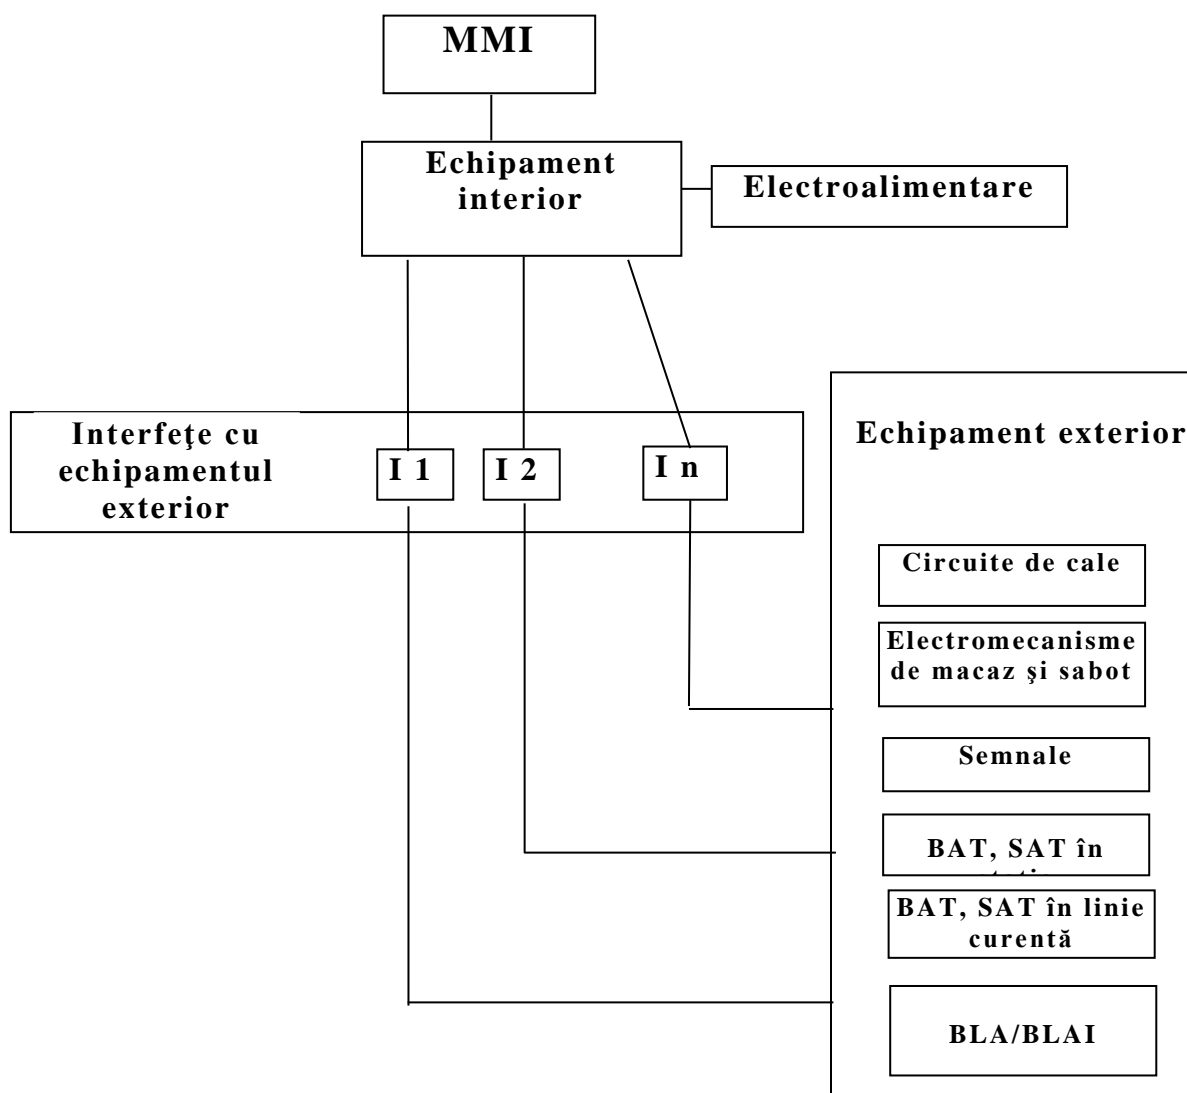 MMI
Echipament
interior
Electroalimentare
Interfeţe cu
echipamentul
exterior
I 1
I 2
I n
Echipament exterior
Circuite de cale
Electromecanisme
de macaz şi sabot
Semnale
BAT, SAT în
BAT, SAT în linie
curentă
BLA/BLAI